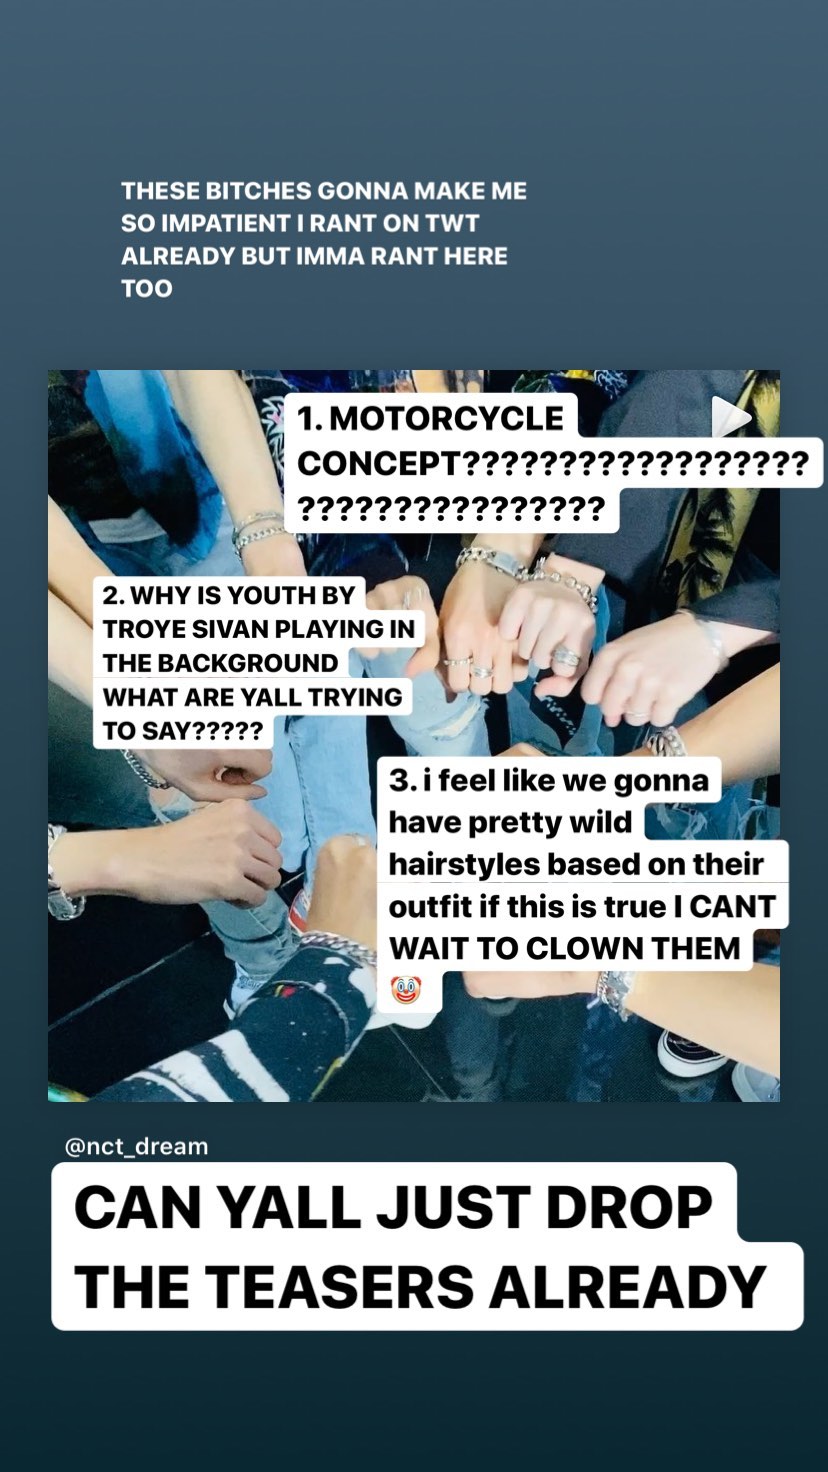 THESE BITCHES GONNA MAKE ME
SO IMPATIENT I RANT ON TWT
ALREADY BUT IMMA RANT HERE
TOO
1. MOTORCYCLE
CONCEPT??????????????????
????????????????
2. WHY IS YOUTH BY
TROYE SIVAN PLAYING IN
THE BACKGROUND
WHAT ARE YALL TRYING
TO SAY?????
3. i feel like we gonna
have pretty wild
hairstyles based on their
outfit if this is true I CANT
WAIT TO CLOWN THEM
🤡
@nct_dream
CAN YALL JUST DROP
THE TEASERS ALREADY